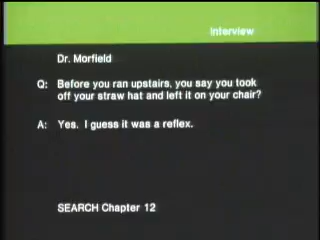 Interview
Dr. Morfield
Q: Before you ran upstairs, you say you took
off your straw hat and left it on your chair?
A: Yes. I guess it was a reflex.
SEARCH Chapter 12